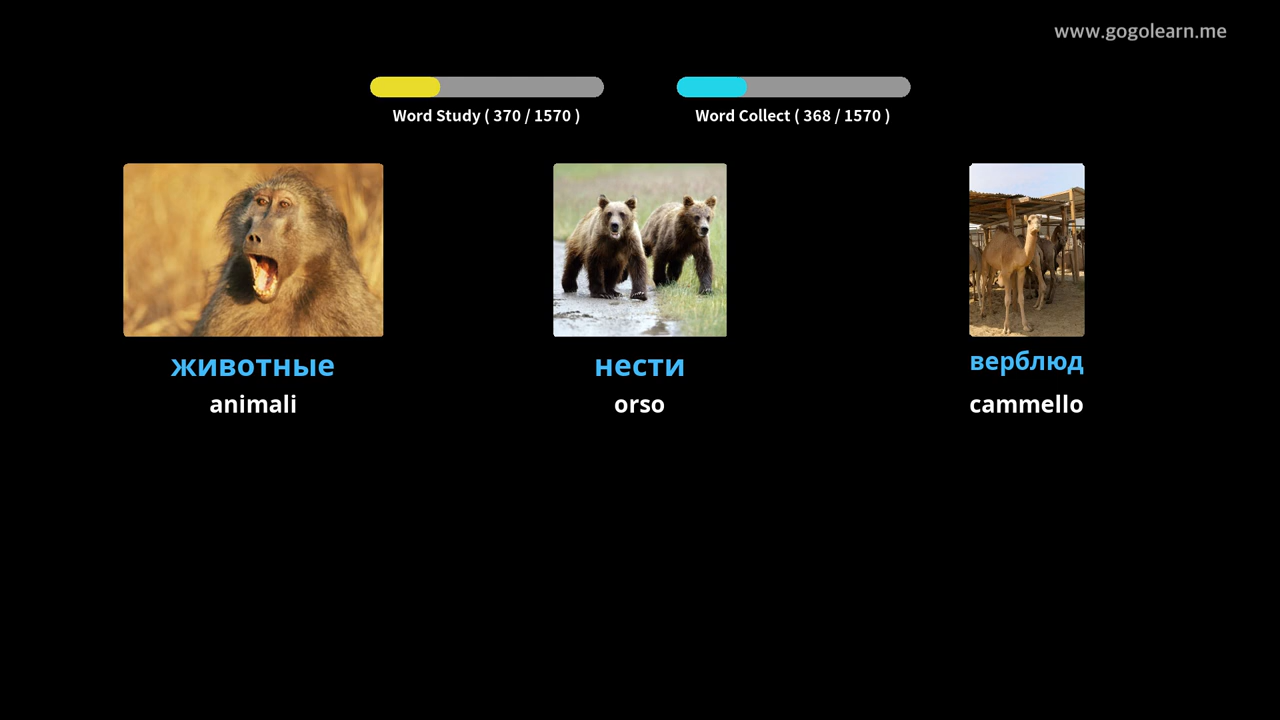 www.gogolearn.me
Word Study ( 370 / 1570 )
Word Collect ( 368 / 1570 )
животные
нести
верблюд
animali
orso
cammello